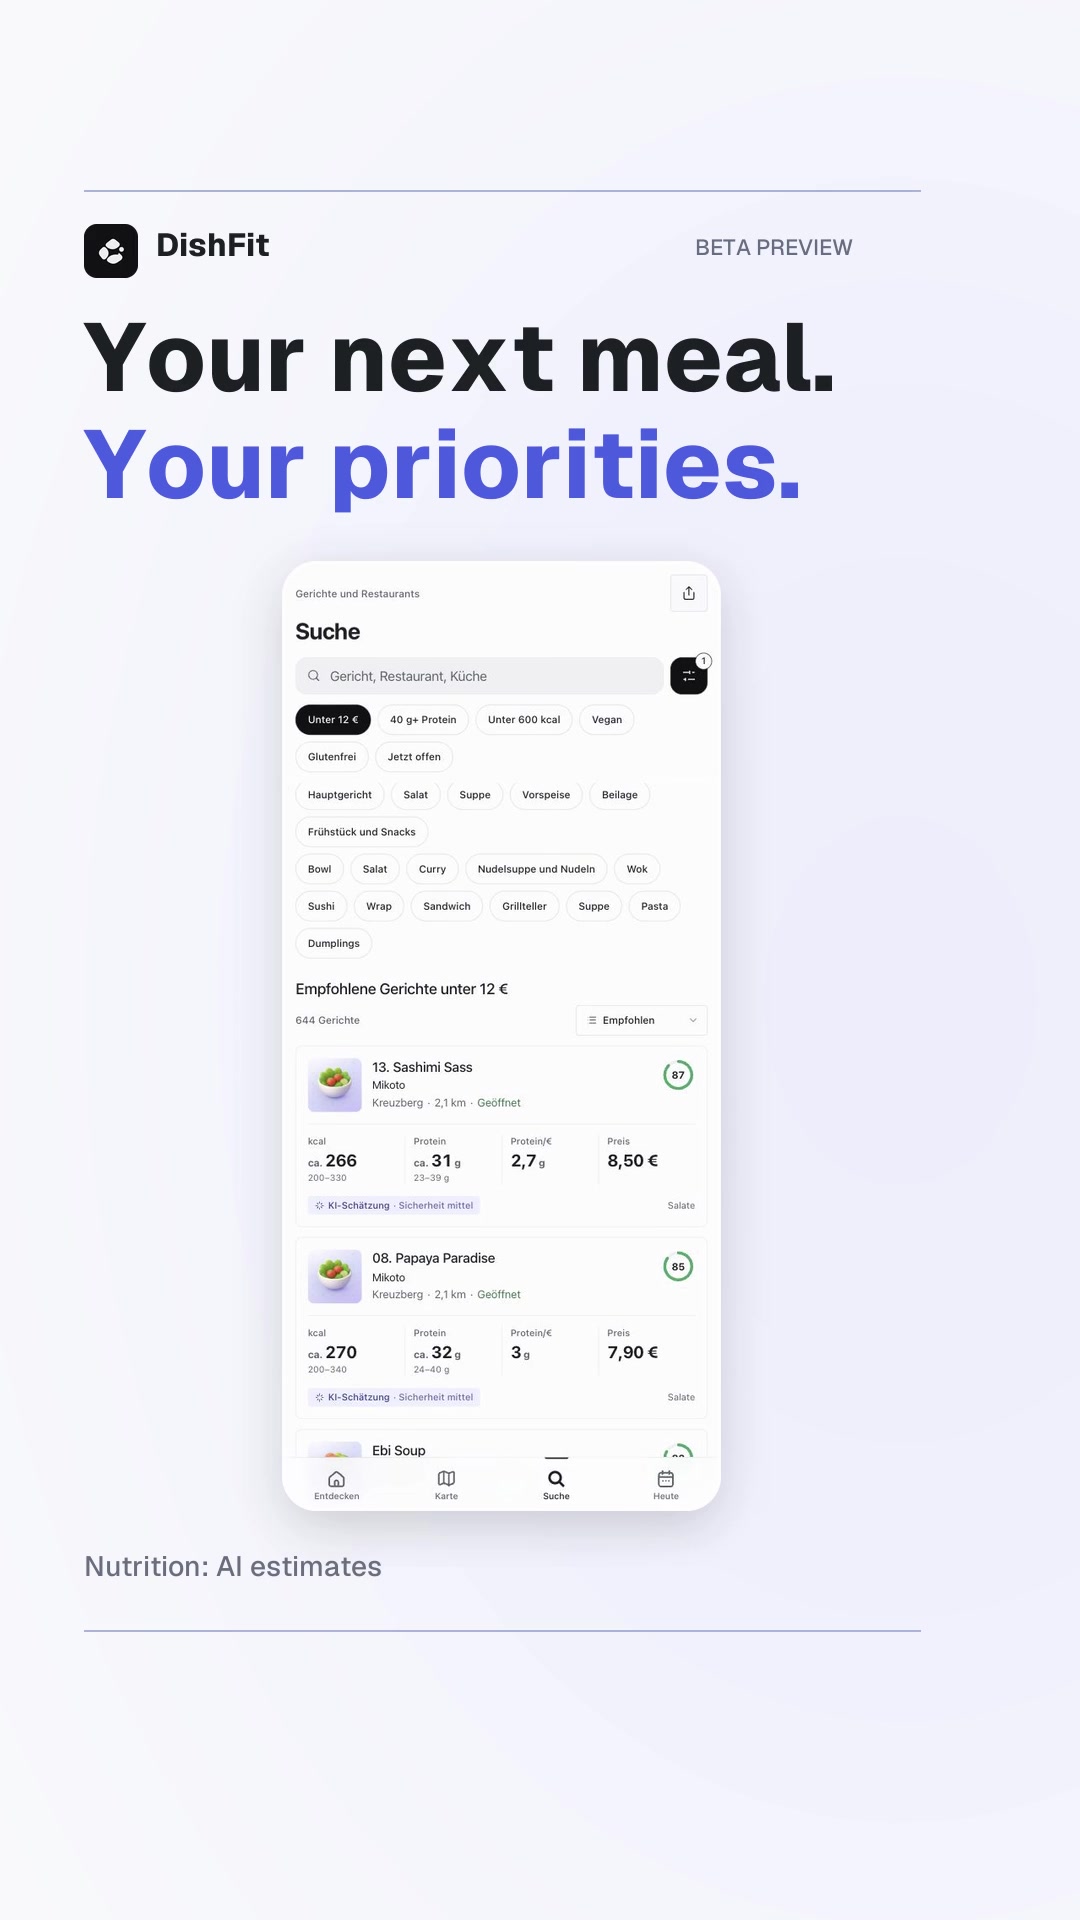 DishFit
BETA PREVIEW
Your next meal.
Your priorities.
Gerichte und Restaurants
Suche
Gericht, Restaurant, Küche
1
Unter 12 €
40 g+ Protein
Unter 600 kcal
Vegan
Glutenfrei
Jetzt offen
Hauptgericht
Salat
Suppe
Vorspeise
Beilage
Frühstück und Snacks
Bowl
Salat
Curry
Nudelsuppe und Nudeln
Wok
Sushi
Wrap
Sandwich
Grillteller
Suppe
Pasta
Dumplings
Empfohlene Gerichte unter 12 €
644 Gerichte
Empfohlen
13. Sashimi Sass
87
Mikoto
Kreuzberg · 2,1 km · Geöffnet
kcal
ca. 266
200–330
Protein
ca. 31 g
23–39 g
Protein/€
2,7 g
Preis
8,50 €
KI-Schätzung · Sicherheit mittel
Salate
08. Papaya Paradise
85
Mikoto
Kreuzberg · 2,1 km · Geöffnet
kcal
ca. 270
200–340
Protein
ca. 32 g
24–40 g
Protein/€
3 g
Preis
7,90 €
KI-Schätzung · Sicherheit mittel
Salate
Ebi Soup
Entdecken
Karte
Suche
Heute
Nutrition: AI estimates